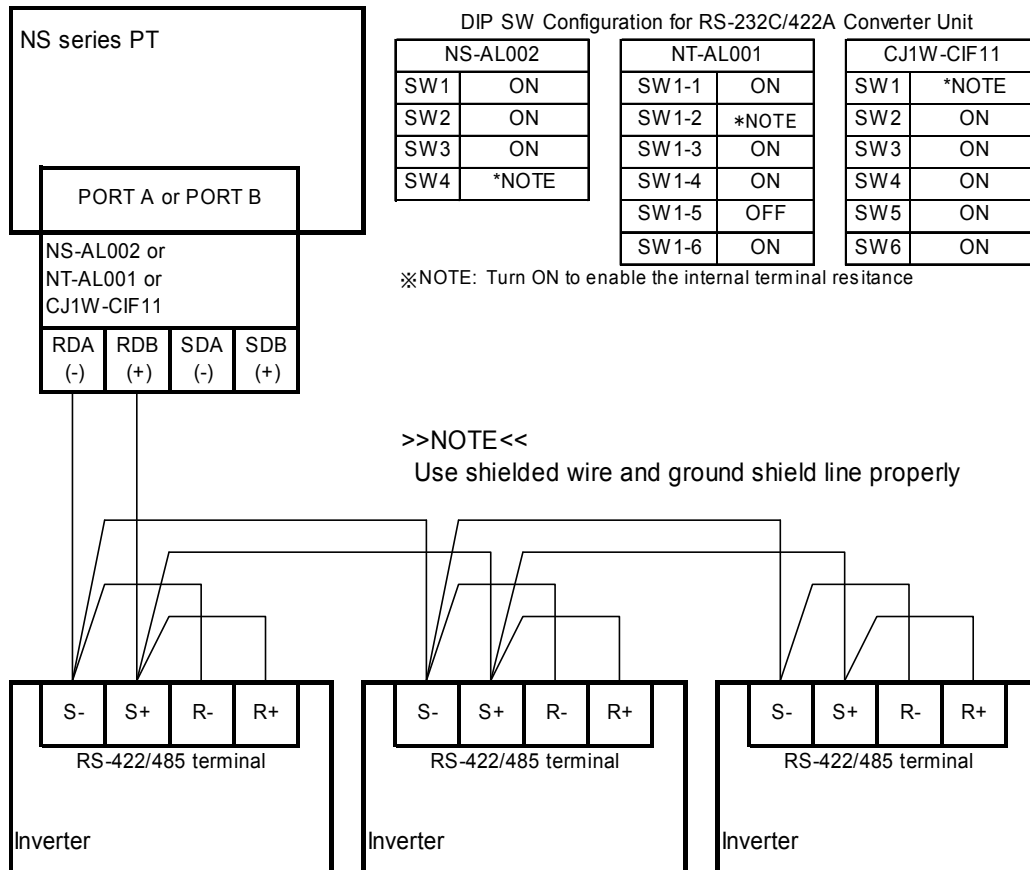 NS series PT
PORT A or PORT B
NS-AL002 or
NT-AL001 or
CJ1W-CIF11
RDA RDB SDA SDB
(-) (+) (-) (+)
DIP SW Configuration for RS-232C/422A Converter Unit
NS-AL002
SW1 ON
SW2 ON
SW3 ON
SW4 *NOTE
NT-AL001
SW1-1 ON
SW1-2 *NOTE
SW1-3 ON
SW1-4 ON
SW1-5 OFF
SW1-6 ON
CJ1W-CIF11
SW1 *NOTE
SW2 ON
SW3 ON
SW4 ON
SW5 ON
SW6 ON
※NOTE: Turn ON to enable the internal terminal resitance
>>NOTE<<
Use shielded wire and ground shield line properly
S- S+ R- R+
RS-422/485 terminal
Inverter
S- S+ R- R+
RS-422/485 terminal
Inverter
S- S+ R- R+
RS-422/485 terminal
Inverter